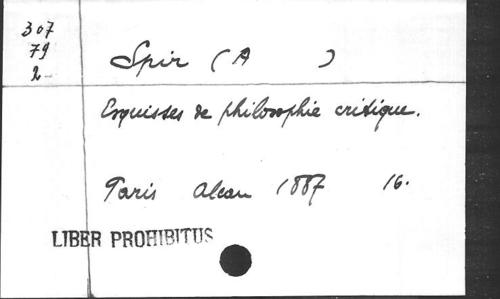 307
79
2-
Spir (A )
Esquisses de philosophie critique.
Paris Alcan 1887 16.
LIBER PROHIBITUS